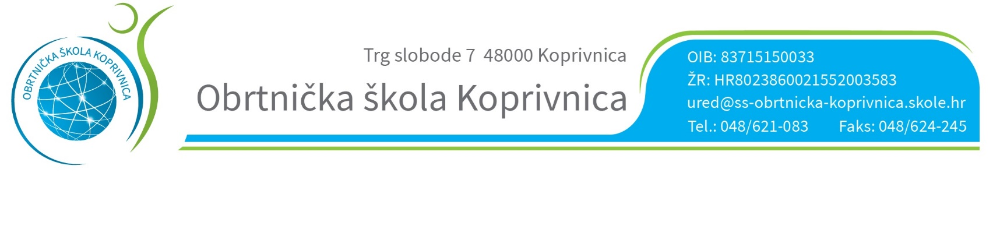 OBRTNIČKA ŠKOLA KOPRIVNICA
Trg slobode 7  48000 Koprivnica
Obrtnička škola Koprivnica
OIB: 83715150033
ŽR: HR8023860021552003583
ured@ss-obrtnicka-koprivnica.skole.hr
Tel.: 048/621-083 Faks: 048/624-245